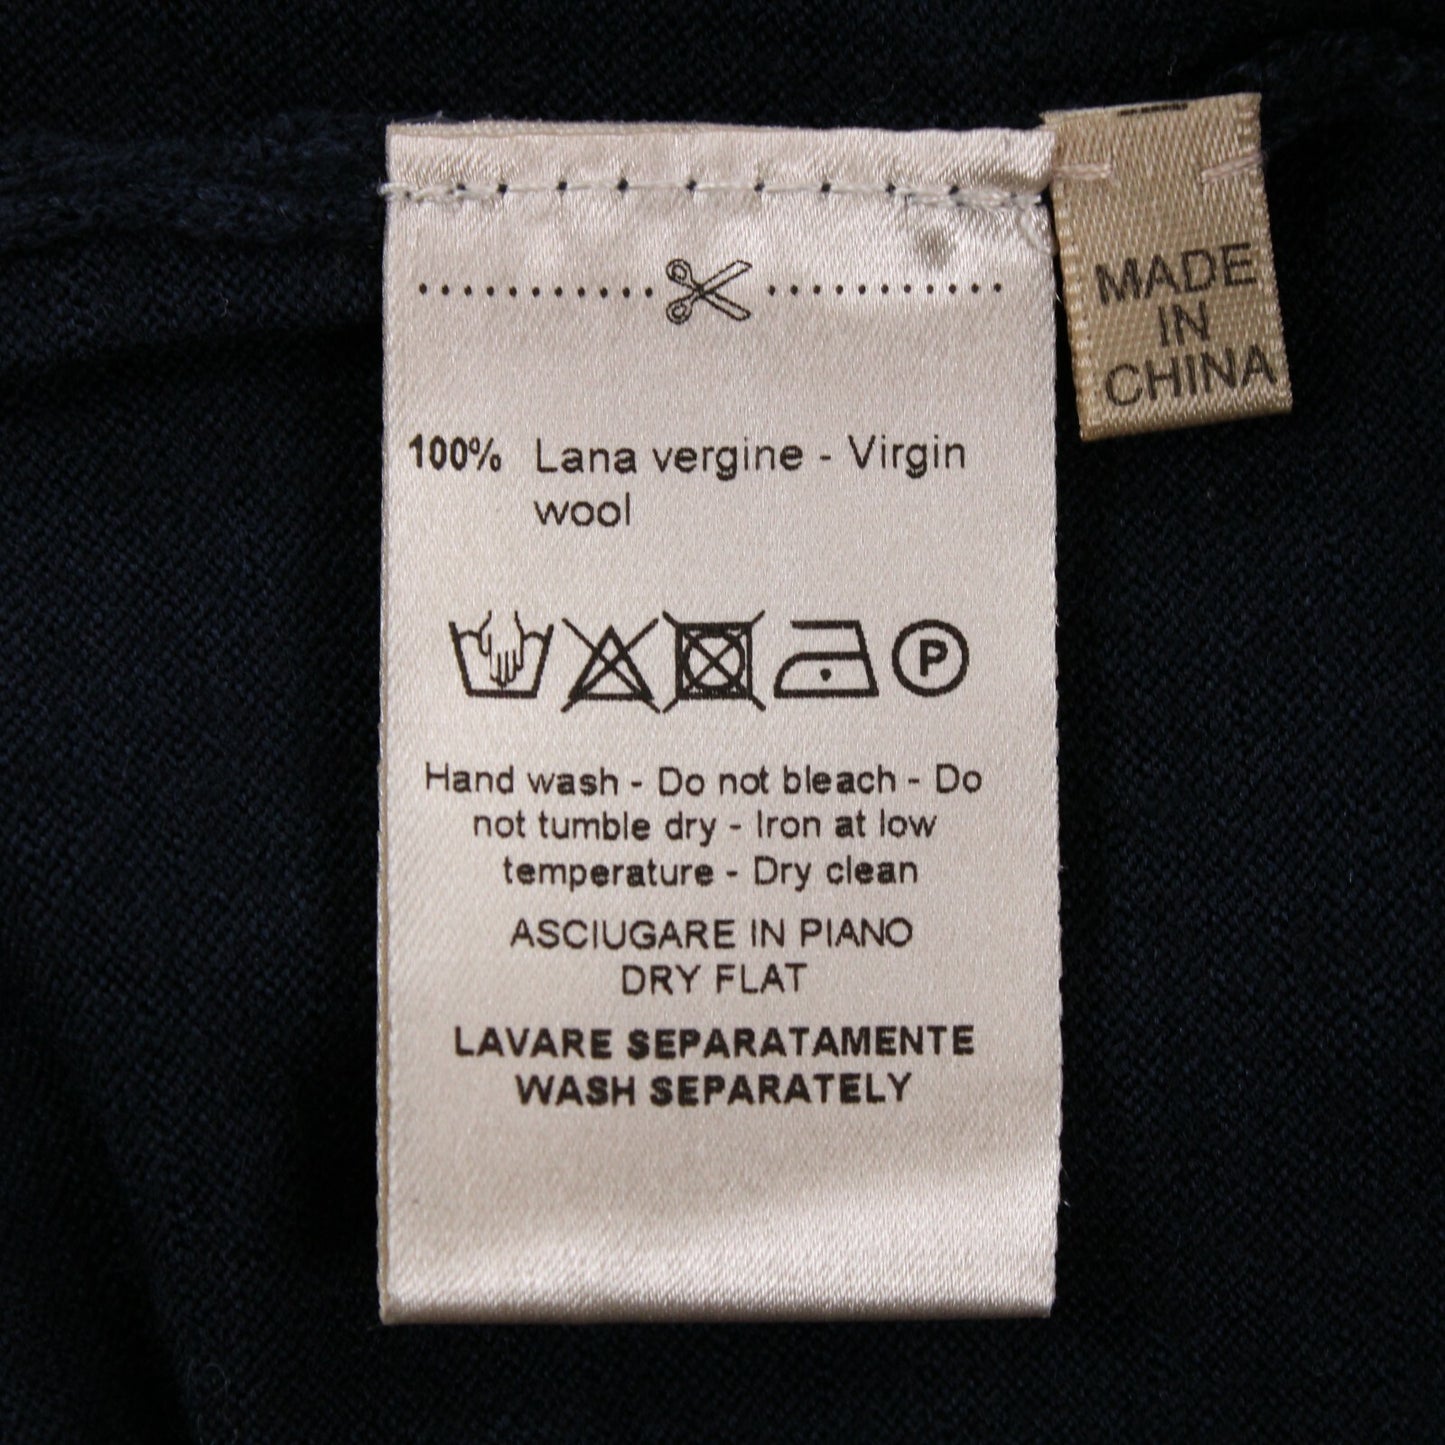 MADE
IN
CHINA
100% Lana vergine - Virgin
wool
P
Hand wash - Do not bleach - Do
not tumble dry - Iron at low
temperature - Dry clean
ASCIUGARE IN PIANO
DRY FLAT
LAVARE SEPARATAMENTE
WASH SEPARATELY